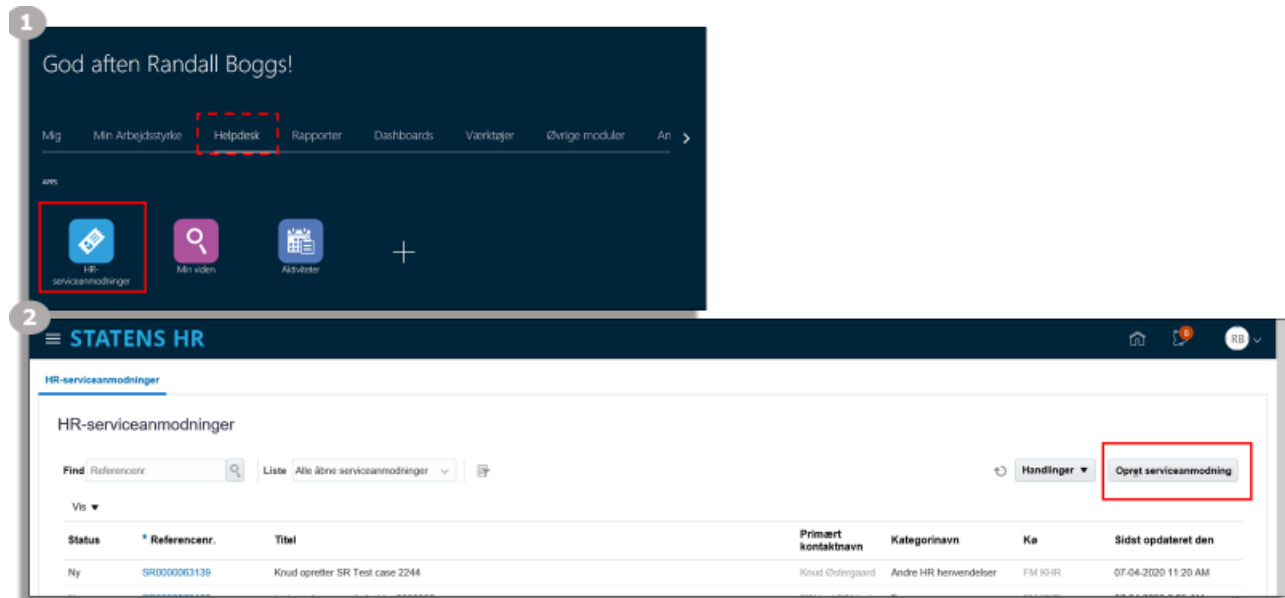 1
God aften Randall Boggs!
Mig Min Arbejdsstyrke Helpdesk Rapporter Dashboards Værktøjer Øvrige moduler An
APPS
HR-
serviceanmodninger
Min viden
Aktiviteter
2
STATENS HR
RB
HR-serviceanmodninger
HR-serviceanmodninger
Find Referencenr. Liste Alle åbne serviceanmodninger Handlinger Opret serviceanmodning
Vis
Status * Referencenr. Titel Primært kontaktnavn Kategorinavn Kø Sidst opdateret den
Ny SR0000063139 Knud opretter SR Test case 2244 Knud Østergaard Andre HR henvendelser FM KHR 07-04-2020 11:20 AM